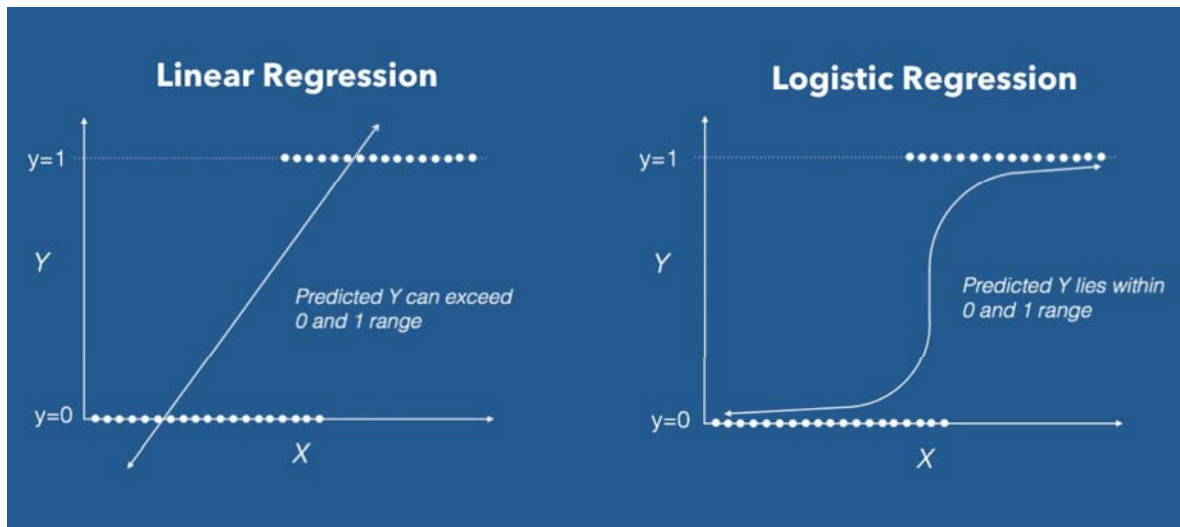 Linear Regression
y=1
Y
Predicted Y can exceed
0 and 1 range
y=0
X
Logistic Regression
y=1
Y
Predicted Y lies within
0 and 1 range
y=0
X